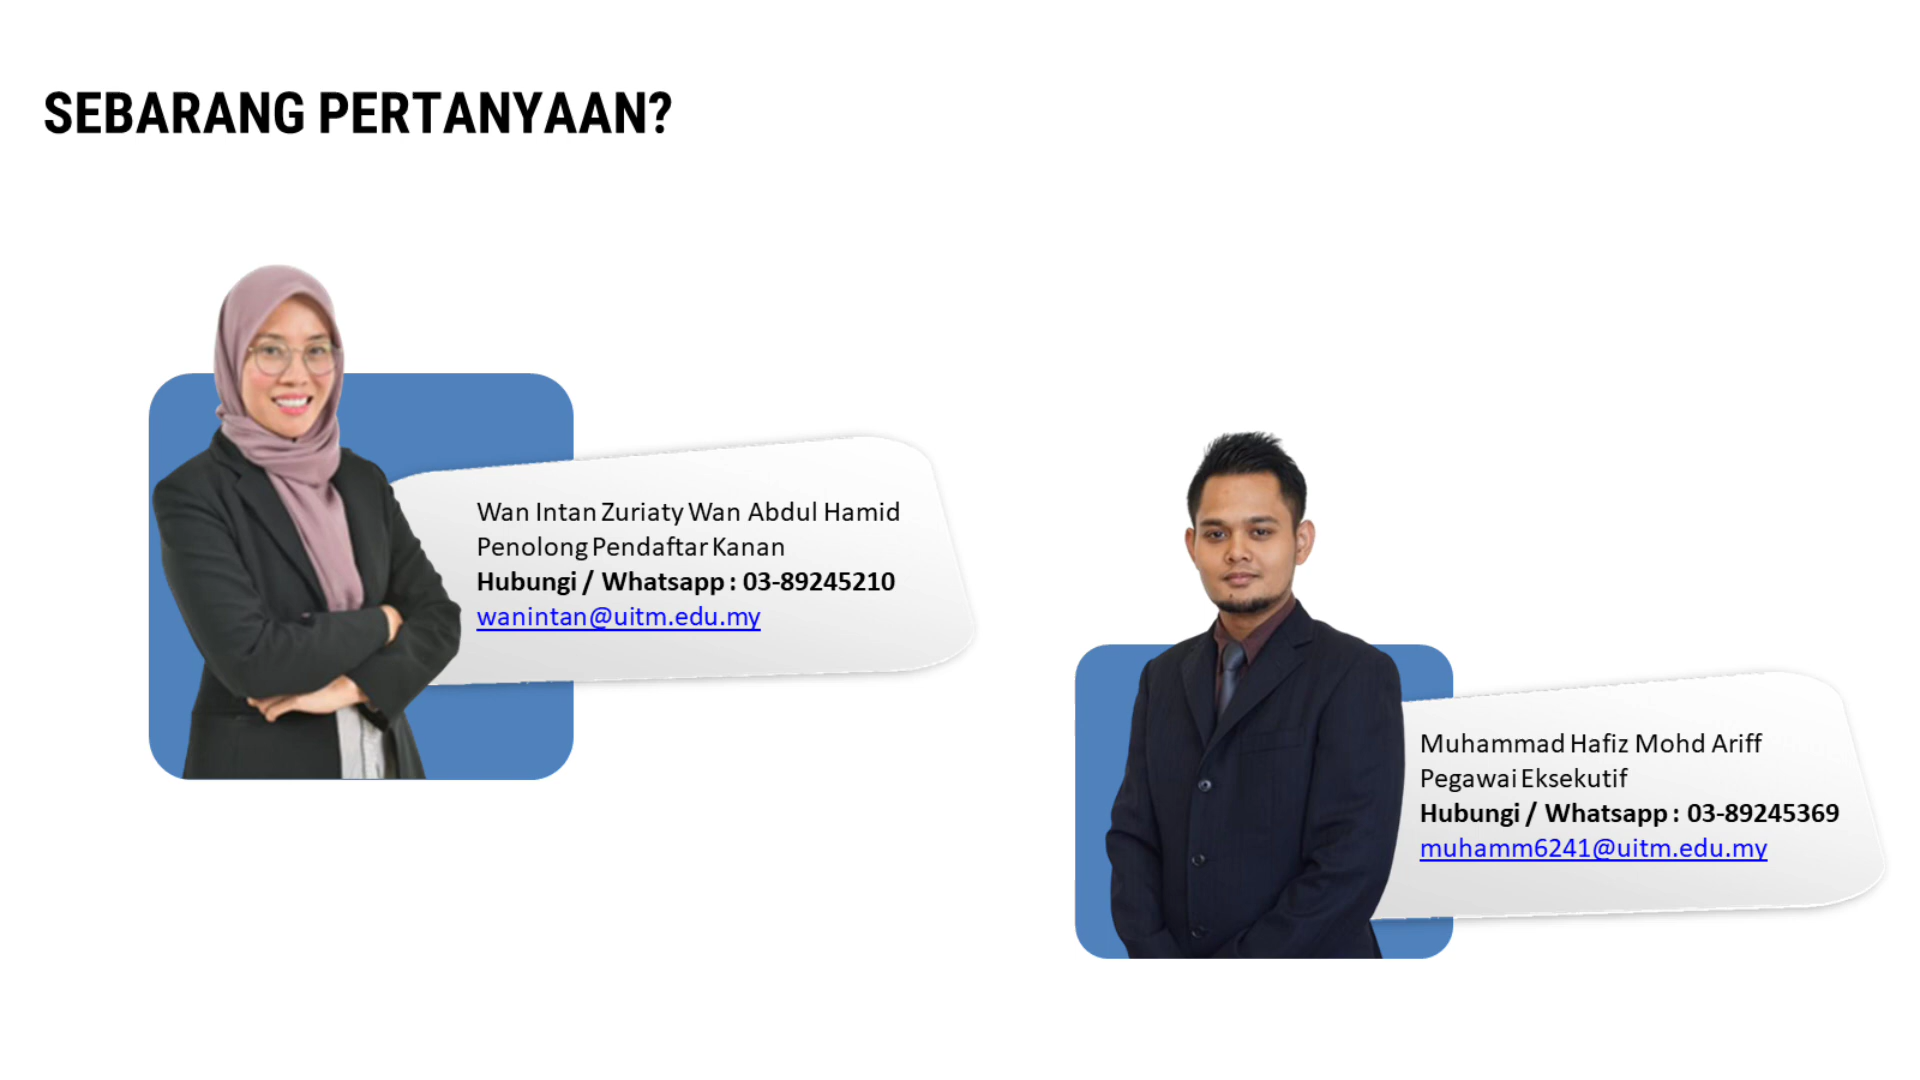 SEBARANG PERTANYAAN?
Wan Intan Zuriaty Wan Abdul Hamid
Penolong Pendaftar Kanan
Hubungi / Whatsapp : 03-89245210
wanintan@uitm.edu.my
Muhammad Hafiz Mohd Ariff
Pegawai Eksekutif
Hubungi / Whatsapp : 03-89245369
muhamm6241@uitm.edu.my